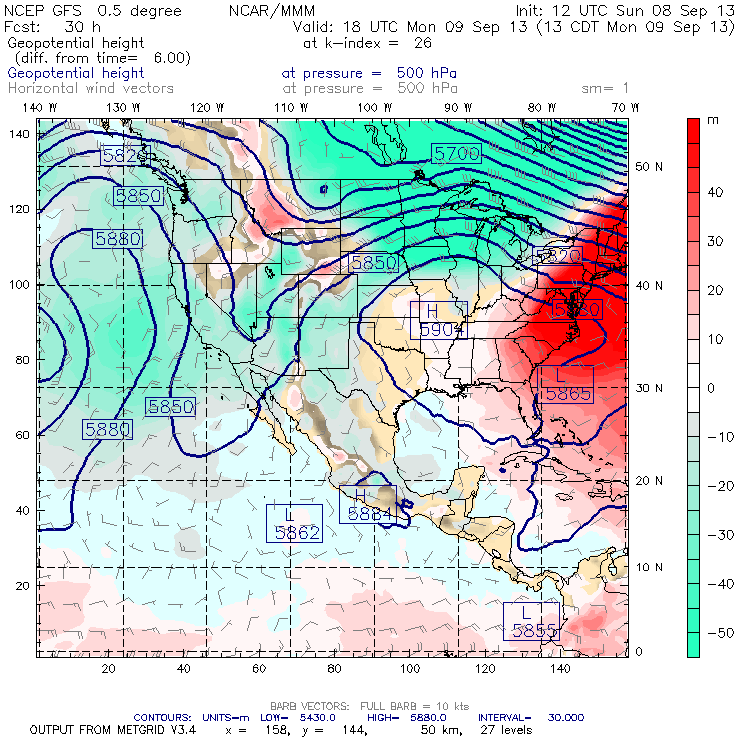 NCEP GFS 0.5 degree NCAR/MMM Init: 12 UTC Sun 08 Sep 13
Fcst: 30 h Valid: 18 UTC Mon 09 Sep 13 (13 CDT Mon 09 Sep 13)
Geopotential height at k-index = 26
(diff. from time= 6.00)
Geopotential height at pressure = 500 hPa
Horizontal wind vectors at pressure = 500 hPa sm= 1
140 W 130 W 120 W 110 W 100 W 90 W 80 W 70 W
m
140
5820 5700
50 N
5850
40
120
5880
30
5820
5850
20
100
40 N
H
5904
5850
10
80
L
5865
30 N
0
5850
5880
60
-10
20 N
-20
H
5884
40
L
5862
-30
10 N
20
-40
L
5855
-50
0
20 40 60 80 100 120 140
BARB VECTORS: FULL BARB = 10 kts
CONTOURS: UNITS=m LOW= 5430.0 HIGH= 5880.0 INTERVAL= 30.000
OUTPUT FROM METGRID V3.4 x = 158, y = 144, 50 km, 27 levels